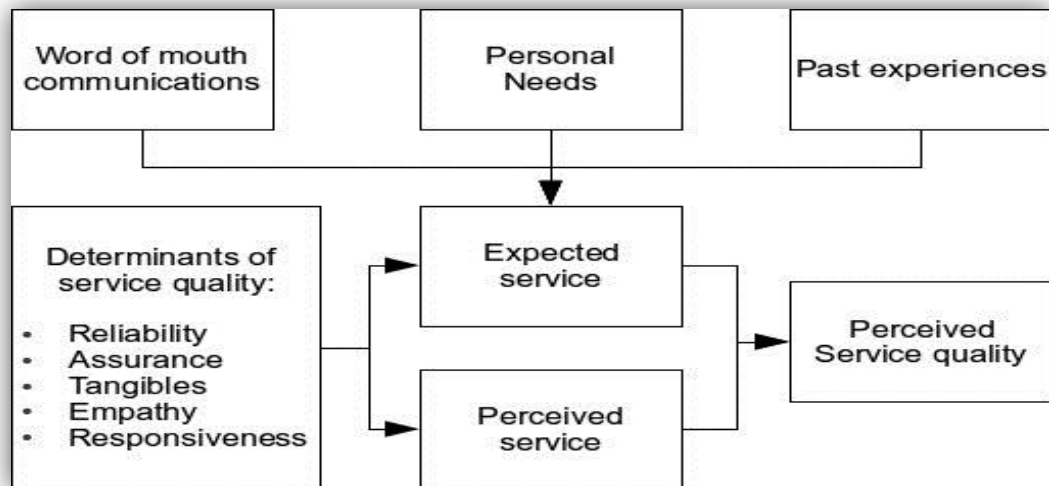 Word of mouth
communications
Personal
Needs
Past experiences
Determinants of
service quality:
• Reliability
• Assurance
• Tangibles
• Empathy
• Responsiveness
Expected
service
Perceived
service
Perceived
Service quality